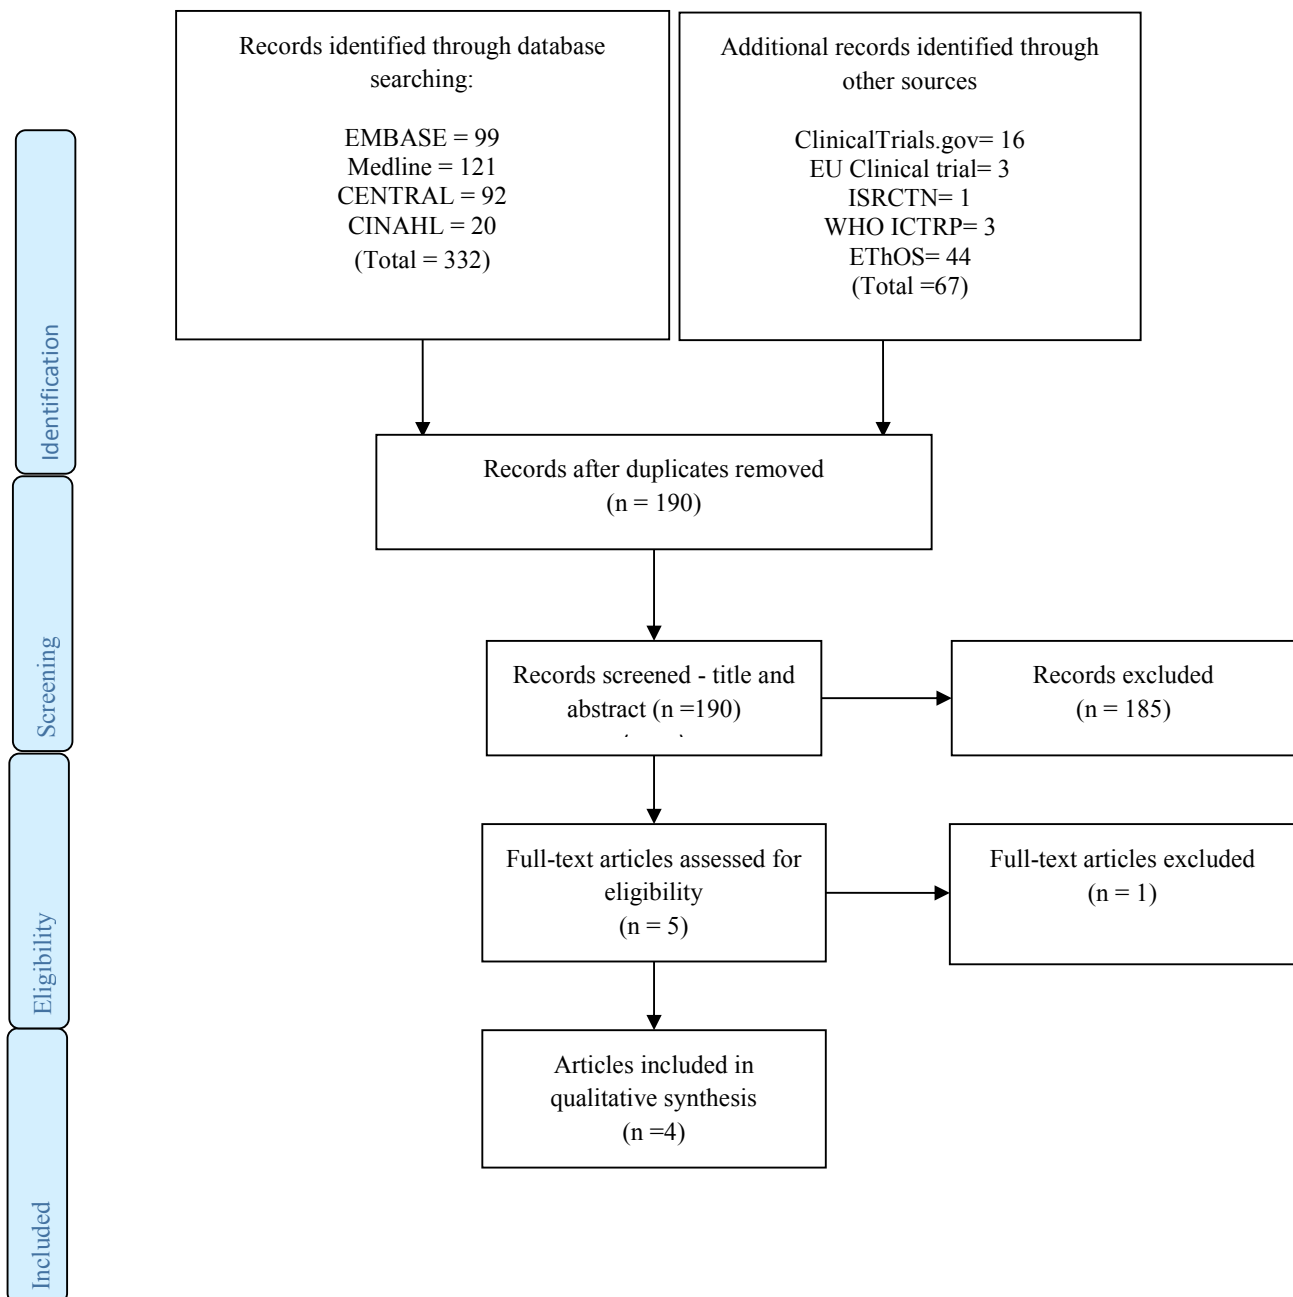 Records identified through database
searching:
EMBASE = 99
Medline = 121
CENTRAL = 92
CINAHL = 20
(Total = 332)
Additional records identified through
other sources
ClinicalTrials.gov= 16
EU Clinical trial= 3
ISRCTN= 1
WHO ICTRP= 3
EThOS= 44
(Total =67)
Identification
Records after duplicates removed
(n = 190)
Screening
Records screened - title and
abstract (n =190)
Records excluded
(n = 185)
Eligibility
Full-text articles assessed for
eligibility
(n = 5)
Full-text articles excluded
(n = 1)
Included
Articles included in
qualitative synthesis
(n =4)